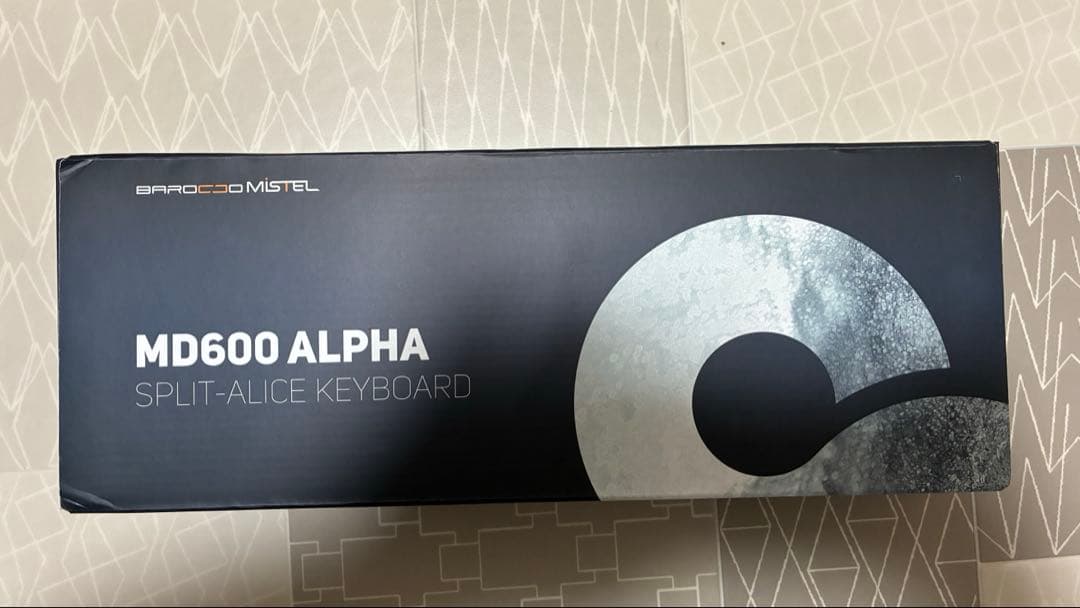 BAROCCO MiSTEL
MD600 ALPHA
SPLIT-ALICE KEYBOARD